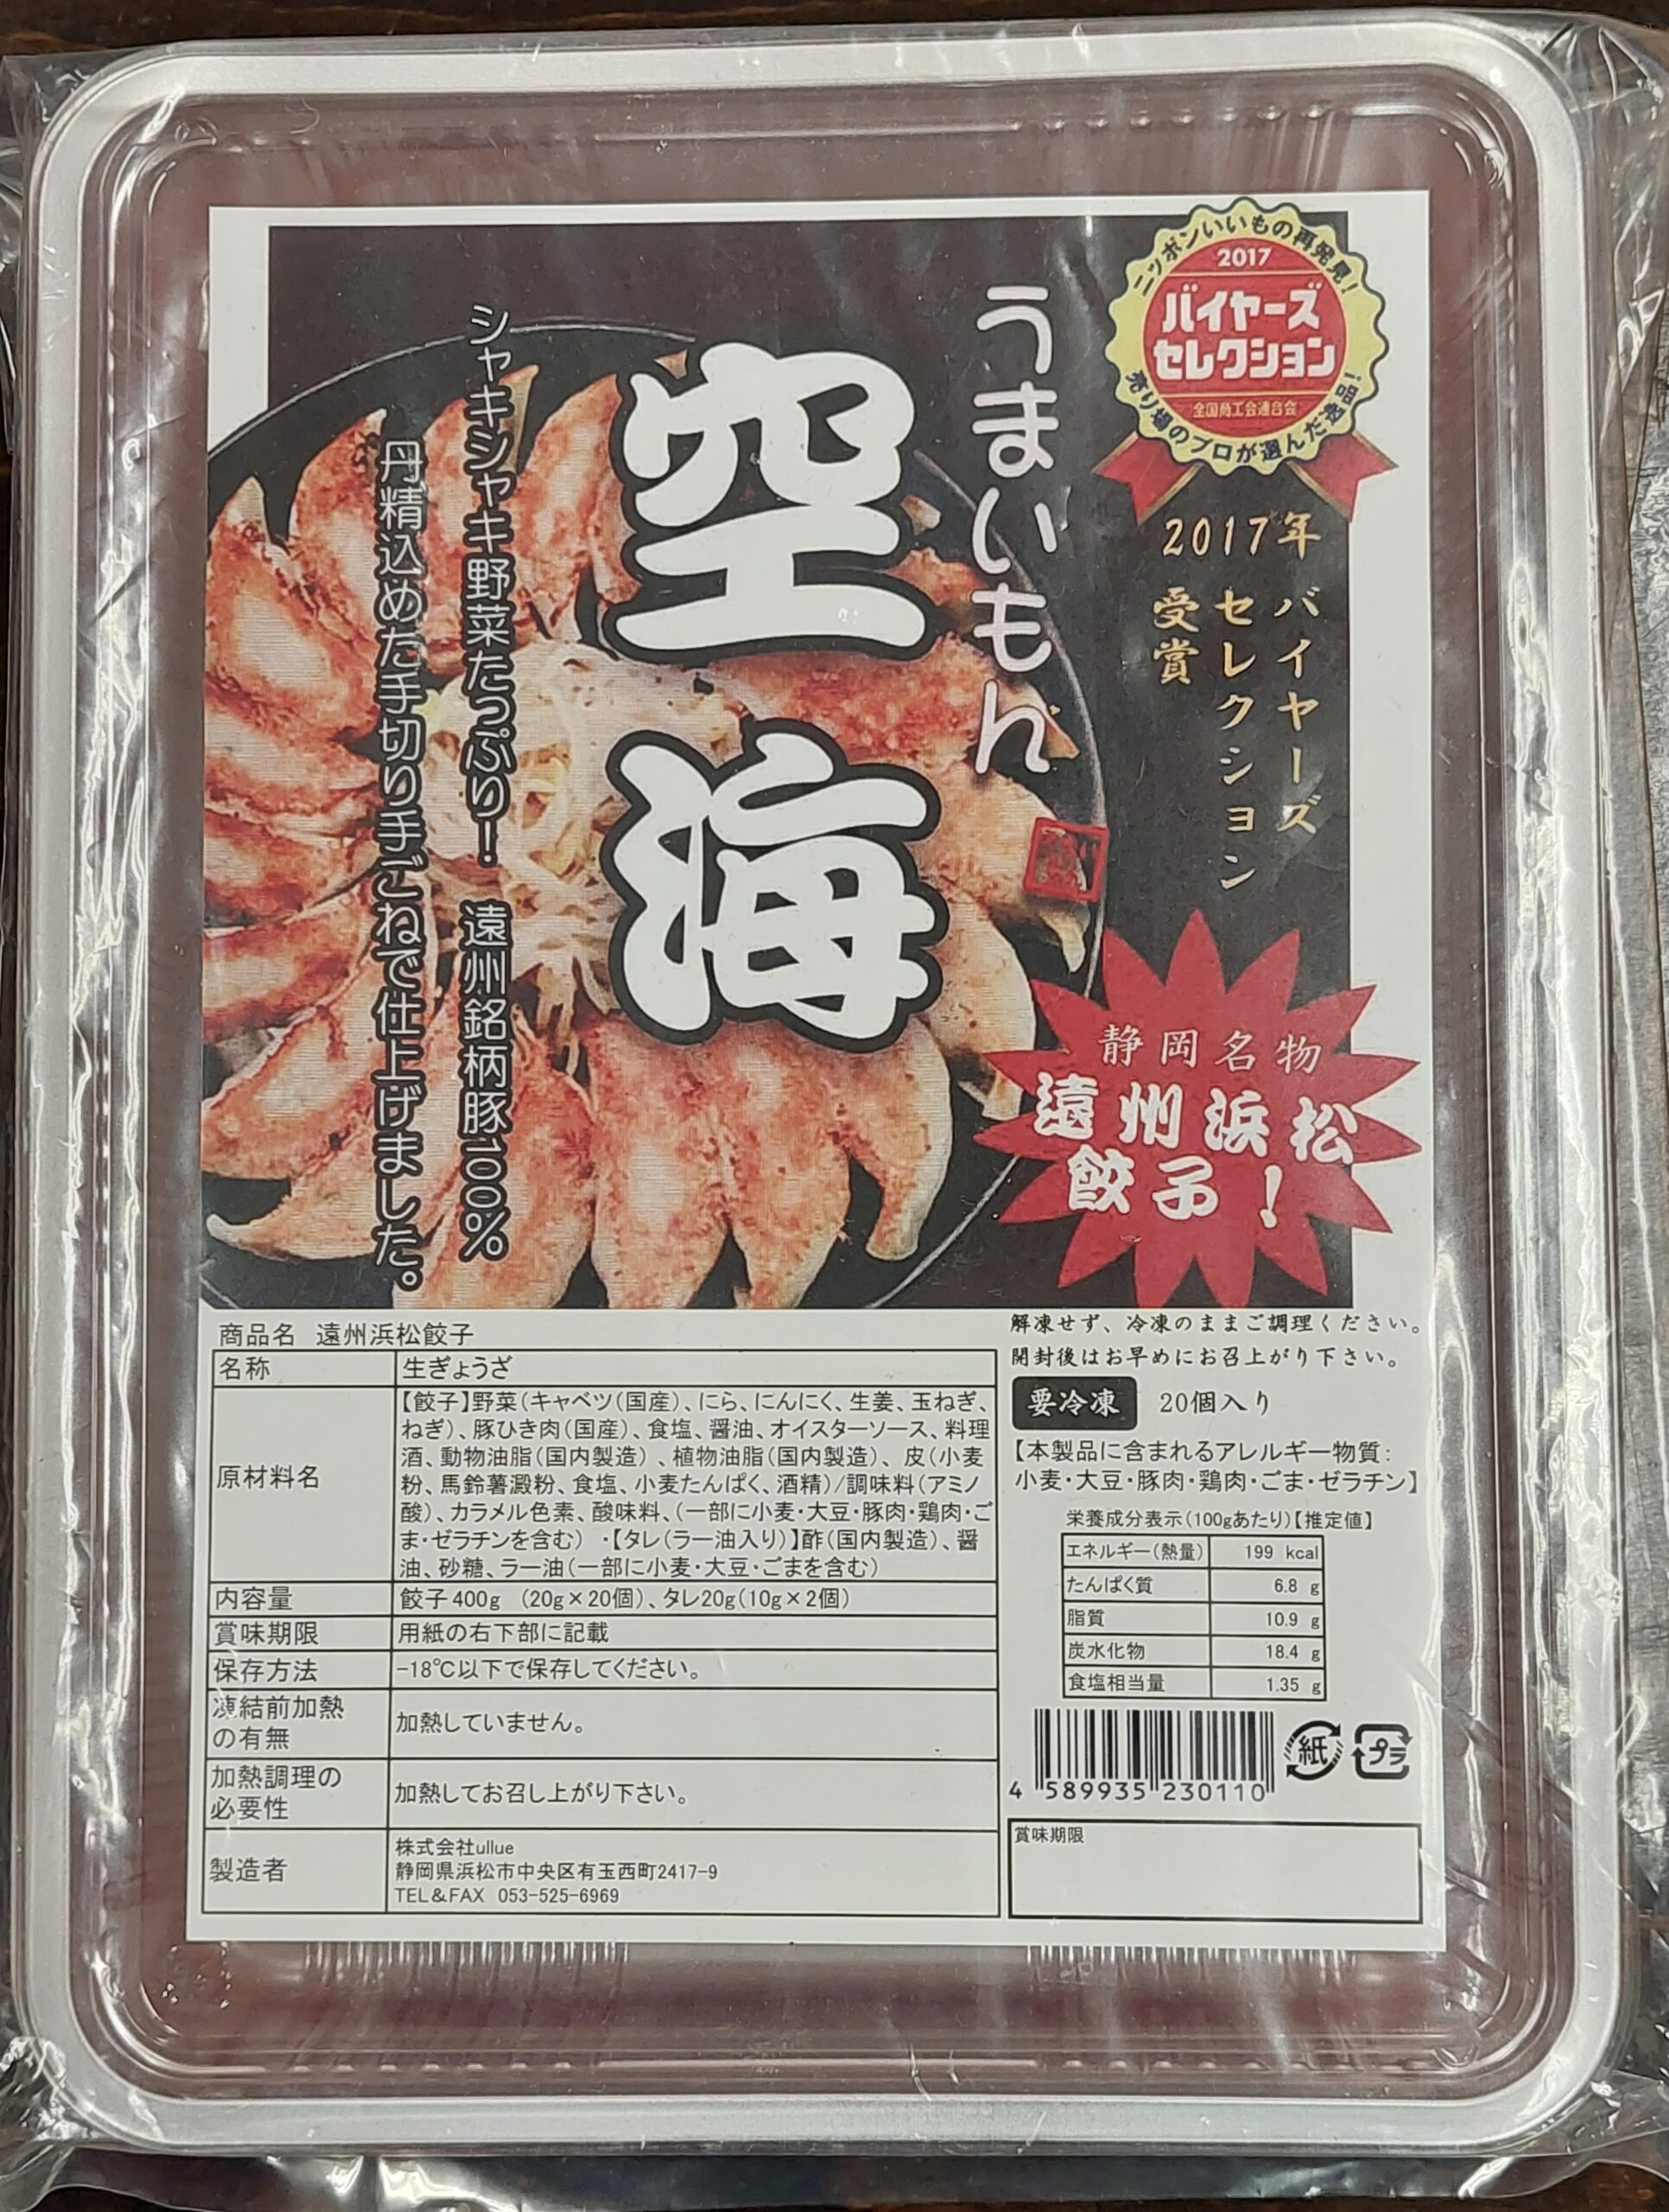 ニッポンいいもの再発見!
2017
バイヤーズ
セレクション
全国商工会連合会
売り場のプロが選んだ逸品!
2017年
バイヤーズ
セレクション
受賞
うまいもん
空海
シャキシャキ野菜たっぷり! 遠州銘柄豚100%
丹精込めた手切り手ごねで仕上げました。
静岡名物
遠州浜松
餃子!
商品名 遠州浜松餃子
名称 生ぎょうざ
原材料名
【餃子】野菜(キャベツ(国産)、にら、にんにく、生姜、玉ねぎ、
ねぎ)、豚ひき肉(国産)、食塩、醤油、オイスターソース、料理
酒、動物油脂(国内製造)、植物油脂(国内製造)、皮(小麦
粉、馬鈴薯澱粉、食塩、小麦たんぱく、酒精)/調味料(アミノ
酸)、カラメル色素、酸味料、(一部に小麦・大豆・豚肉・鶏肉・ご
ま・ゼラチンを含む) ・【タレ(ラー油入り)】酢(国内製造)、醤
油、砂糖、ラー油(一部に小麦・大豆・ごまを含む)
内容量 餃子400g (20g×20個)、タレ20g(10g×2個)
賞味期限 用紙の右下部に記載
保存方法 -18℃以下で保存してください。
凍結前加熱
の有無
加熱していません。
加熱調理の
必要性
加熱してお召し上がり下さい。
製造者
株式会社ullue
静岡県浜松市中央区有玉西町2417-9
TEL&FAX 053-525-6969
解凍せず、冷凍のままご調理ください。
開封後はお早めにお召上がり下さい。
要冷凍 20個入り
【本製品に含まれるアレルギー物質:
小麦・大豆・豚肉・鶏肉・ごま・ゼラチン】
栄養成分表示(100gあたり)【推定値】
エネルギー(熱量) 199 kcal
たんぱく質 6.8 g
脂質 10.9 g
炭水化物 18.4 g
食塩相当量 1.35 g
4 589935 230110
紙
プラ
賞味期限